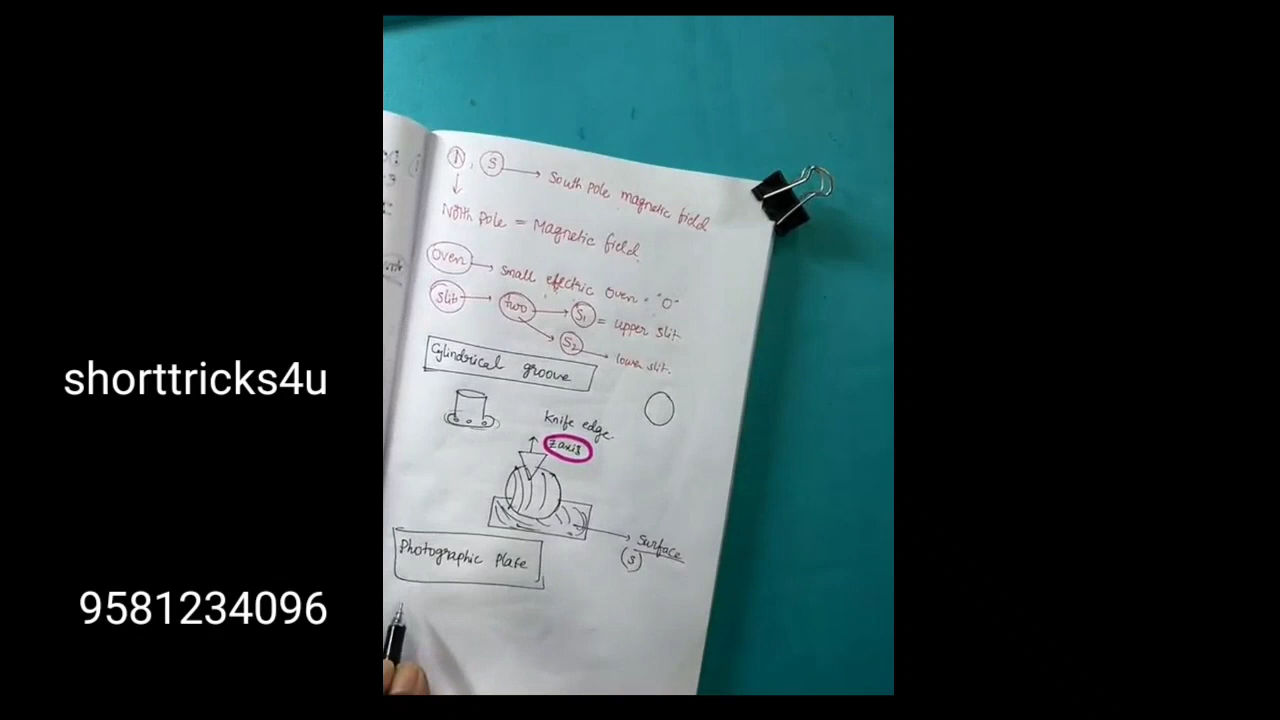 shorttricks4u
9581234096
N, S → South pole magnetic field
North pole = Magnetic field
Oven → Small electric Oven = "O"
Slit → two → S1 = upper slit
S2 → lower slit.
Cylindrical groove
Knife edge
z axis
Surface
(s)
Photographic Plate